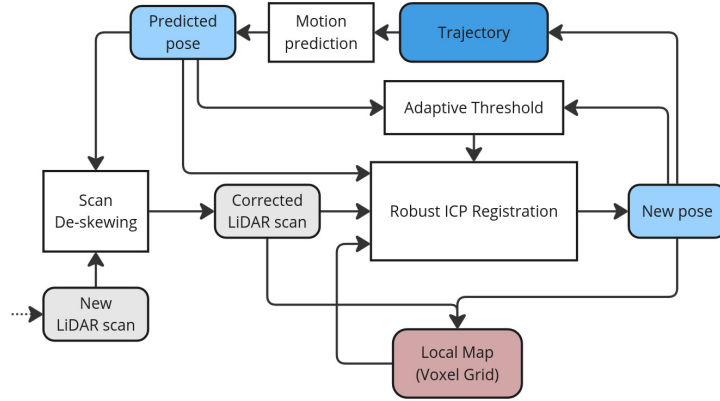 Predicted
pose
Motion
prediction
Trajectory
Adaptive Threshold
Scan
De-skewing
Corrected
LiDAR scan
Robust ICP Registration
New pose
New
LiDAR scan
Local Map
(Voxel Grid)